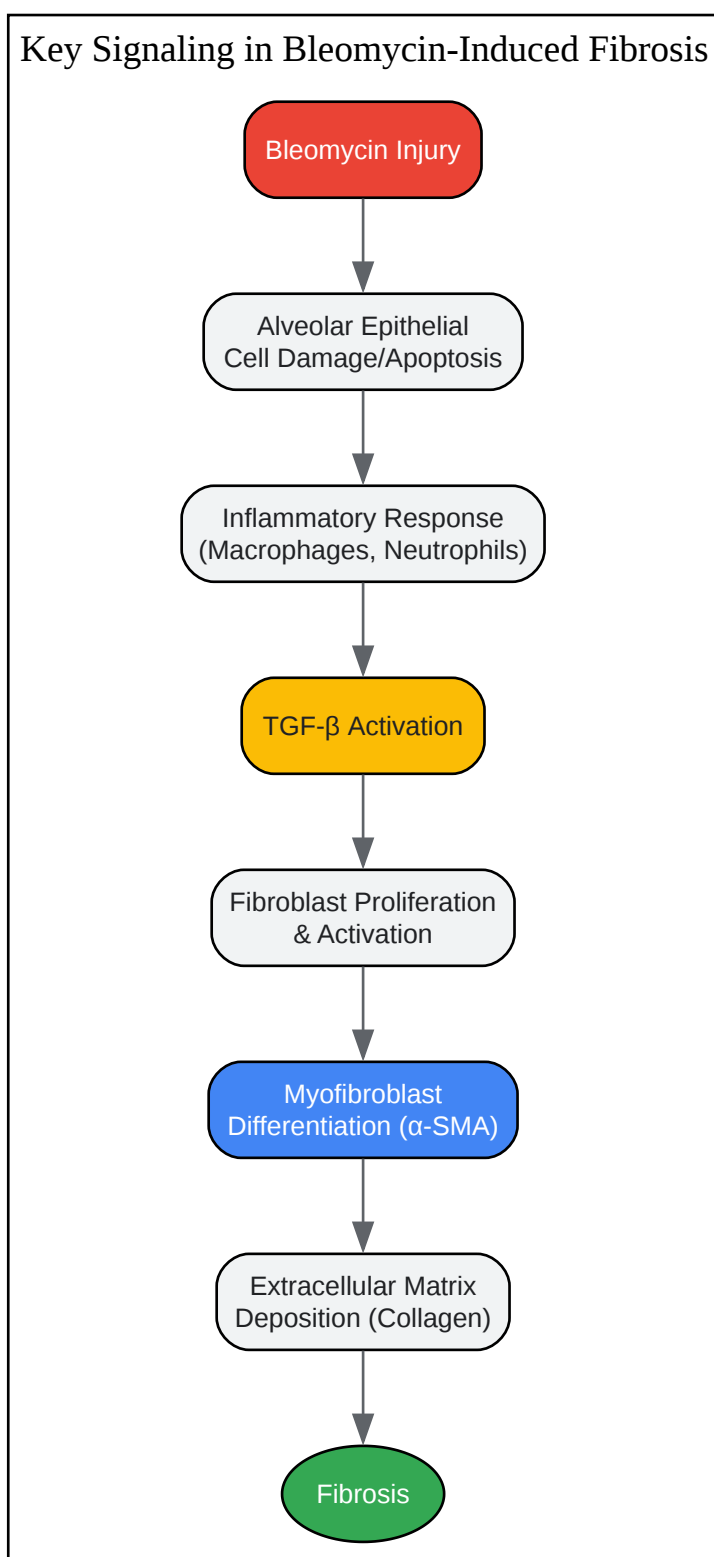 Key Signaling in Bleomycin-Induced Fibrosis
Bleomycin Injury
Alveolar Epithelial
Cell Damage/Apoptosis
Inflammatory Response
(Macrophages, Neutrophils)
TGF-β Activation
Fibroblast Proliferation
& Activation
Myofibroblast
Differentiation (α-SMA)
Extracellular Matrix
Deposition (Collagen)
Fibrosis